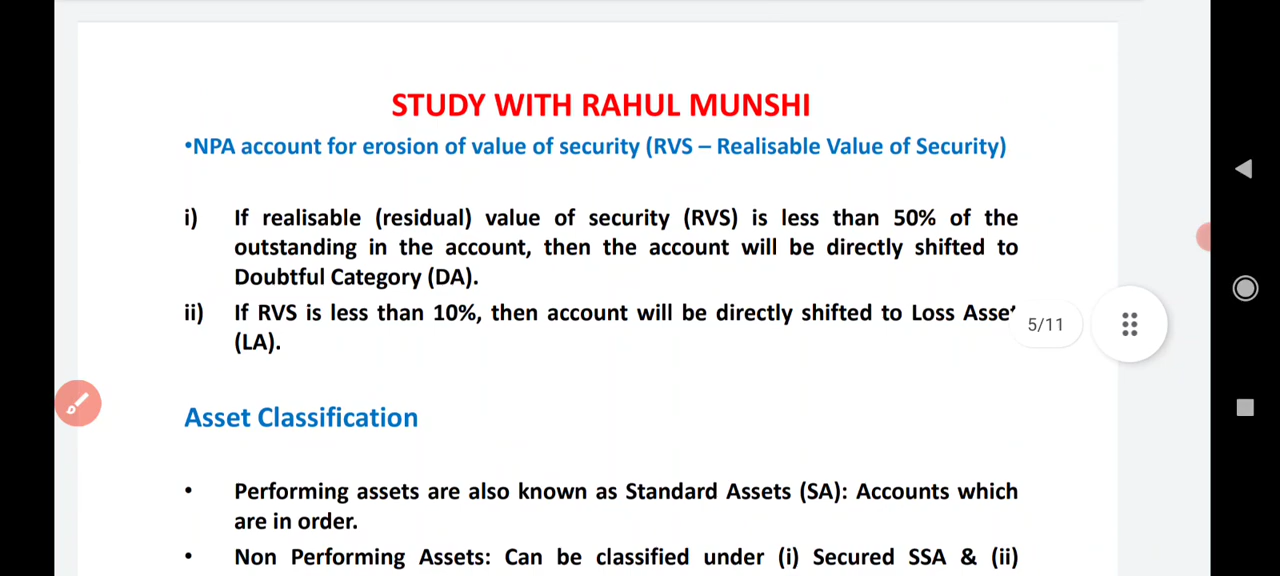 STUDY WITH RAHUL MUNSHI
•NPA account for erosion of value of security (RVS – Realisable Value of Security)
i) If realisable (residual) value of security (RVS) is less than 50% of the
outstanding in the account, then the account will be directly shifted to
Doubtful Category (DA).
ii) If RVS is less than 10%, then account will be directly shifted to Loss Asse
(LA).
5/11
Asset Classification
• Performing assets are also known as Standard Assets (SA): Accounts which
are in order.
• Non Performing Assets: Can be classified under (i) Secured SSA & (ii)